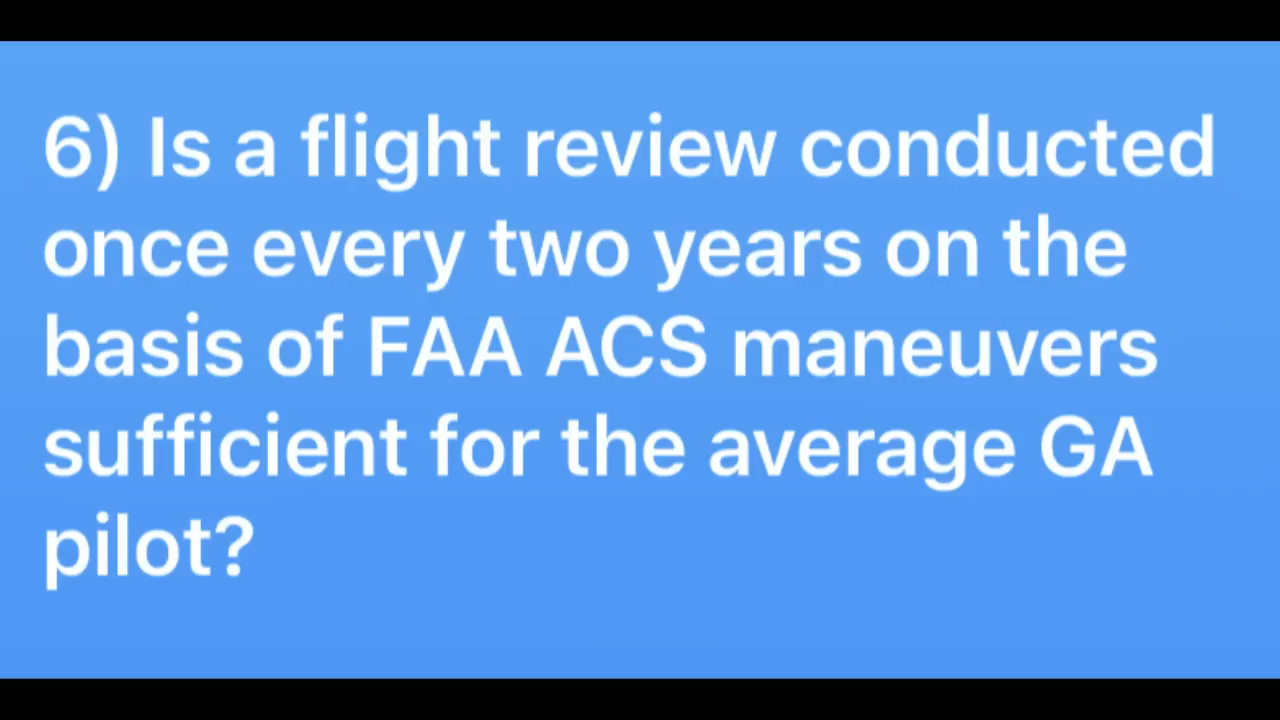 6) Is a flight review conducted
once every two years on the
basis of FAA ACS maneuvers
sufficient for the average GA
pilot?